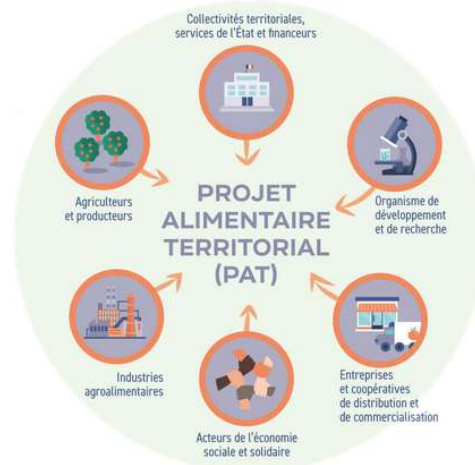 Collectivités territoriales,
services de l'État et financeurs
Agriculteurs
et producteurs
Organisme de
développement
et de recherche
PROJET
ALIMENTAIRE
TERRITORIAL
(PAT)
Industries
agroalimentaires
Entreprises
et coopératives
de distribution et
de commercialisation
Acteurs de l'économie
sociale et solidaire